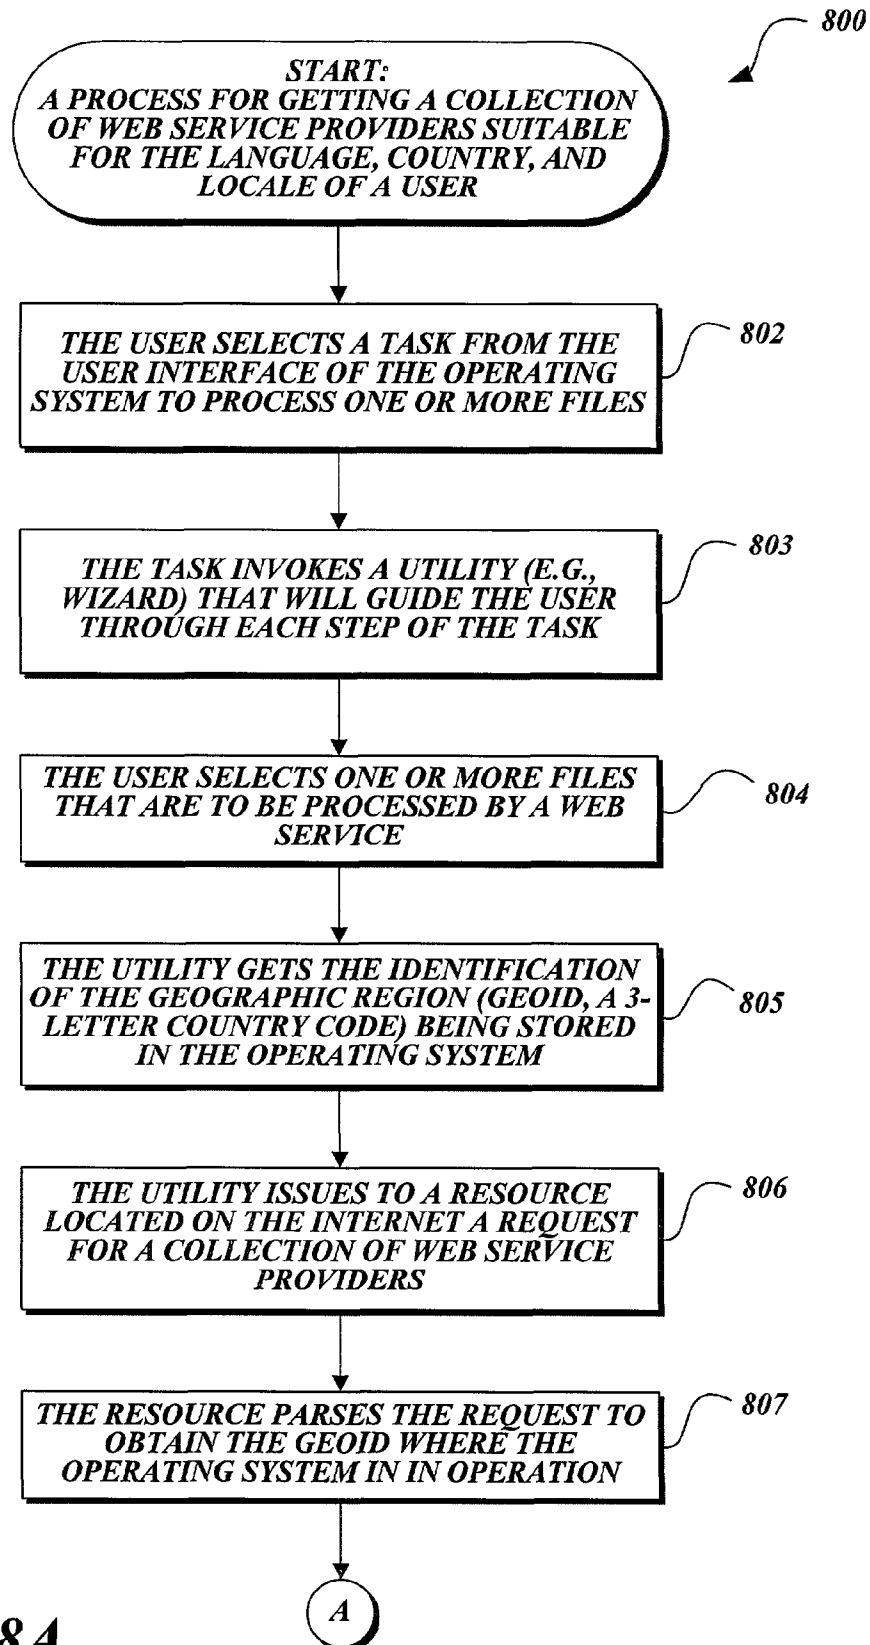 800
START:
A PROCESS FOR GETTING A COLLECTION
OF WEB SERVICE PROVIDERS SUITABLE
FOR THE LANGUAGE, COUNTRY, AND
LOCALE OF A USER
THE USER SELECTS A TASK FROM THE
USER INTERFACE OF THE OPERATING
SYSTEM TO PROCESS ONE OR MORE FILES
802
THE TASK INVOKES A UTILITY (E.G.,
WIZARD) THAT WILL GUIDE THE USER
THROUGH EACH STEP OF THE TASK
803
THE USER SELECTS ONE OR MORE FILES
THAT ARE TO BE PROCESSED BY A WEB
SERVICE
804
THE UTILITY GETS THE IDENTIFICATION
OF THE GEOGRAPHIC REGION (GEOID, A 3-
LETTER COUNTRY CODE) BEING STORED
IN THE OPERATING SYSTEM
805
THE UTILITY ISSUES TO A RESOURCE
LOCATED ON THE INTERNET A REQUEST
FOR A COLLECTION OF WEB SERVICE
PROVIDERS
806
THE RESOURCE PARSES THE REQUEST TO
OBTAIN THE GEOID WHERE THE
OPERATING SYSTEM IN IN OPERATION
807
A
8A